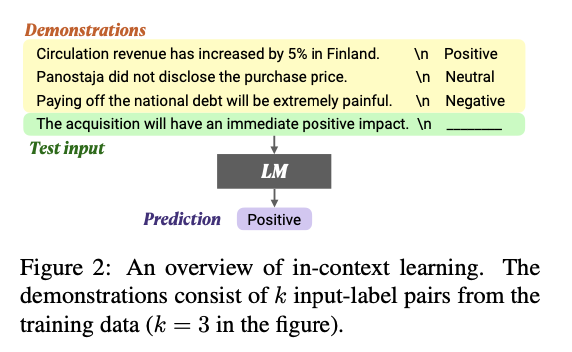 Demonstrations
Circulation revenue has increased by 5% in Finland. \n Positive
Panostaja did not disclose the purchase price. \n Neutral
Paying off the national debt will be extremely painful. \n Negative
The acquisition will have an immediate positive impact. \n ________
Test input
LM
Prediction Positive
Figure 2: An overview of in-context learning. The
demonstrations consist of k input-label pairs from the
training data (k = 3 in the figure).